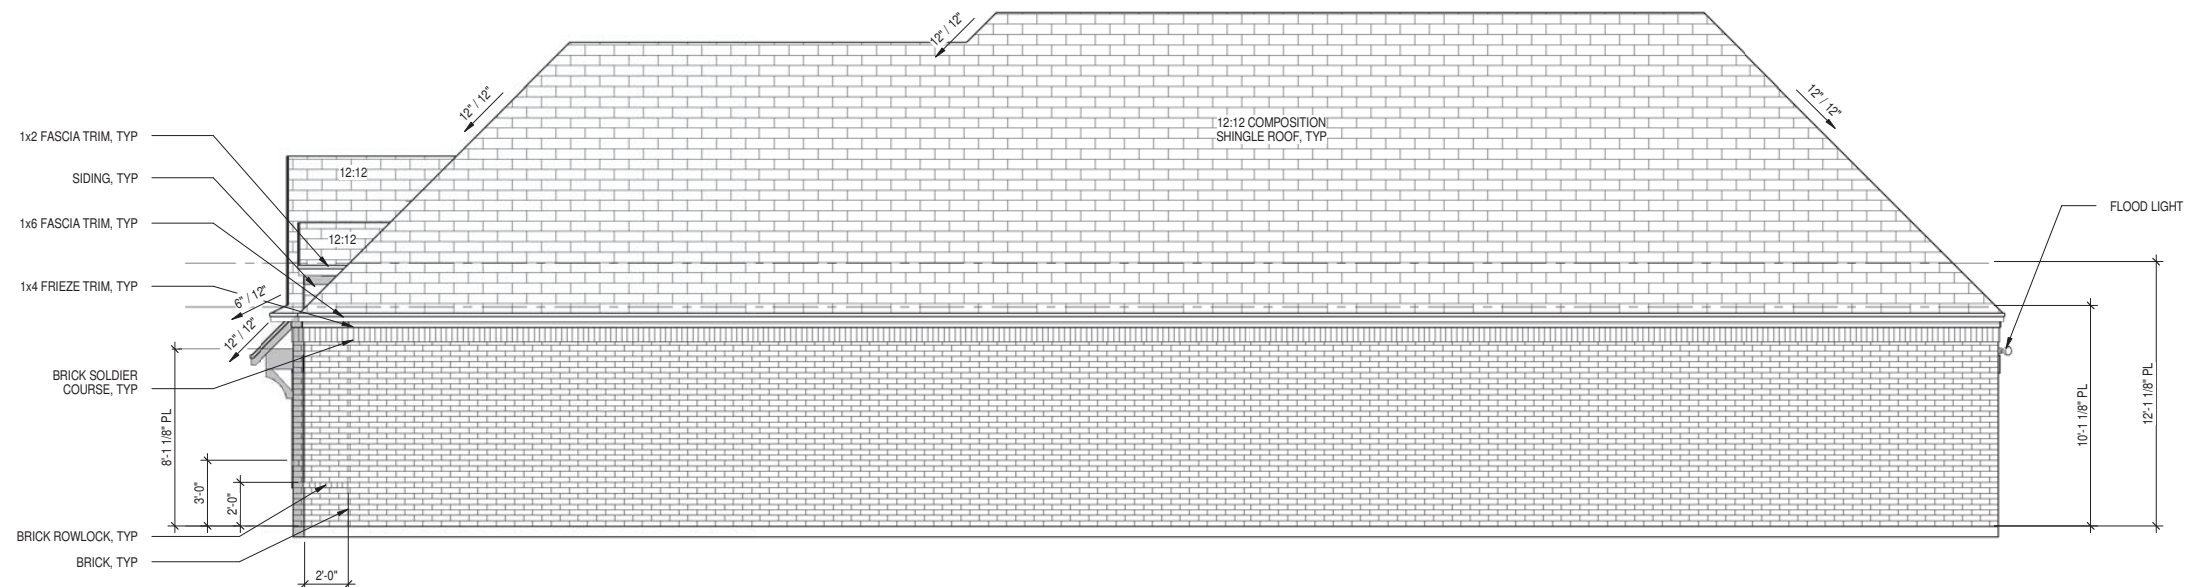 12" / 12"
12" / 12"
12" / 12"
12:12 COMPOSITION
SHINGLE ROOF, TYP
1x2 FASCIA TRIM, TYP
12:12
SIDING, TYP
FLOOD LIGHT
1x6 FASCIA TRIM, TYP
12:12
1x4 FRIEZE TRIM, TYP
6" / 12"
12" / 12"
BRICK SOLDIER
COURSE, TYP
8'-1 1/8" PL
3'-0"
2'-0"
10'-1 1/8" PL
12'-1 1/8" PL
BRICK ROWLOCK, TYP
BRICK, TYP
2'-0"